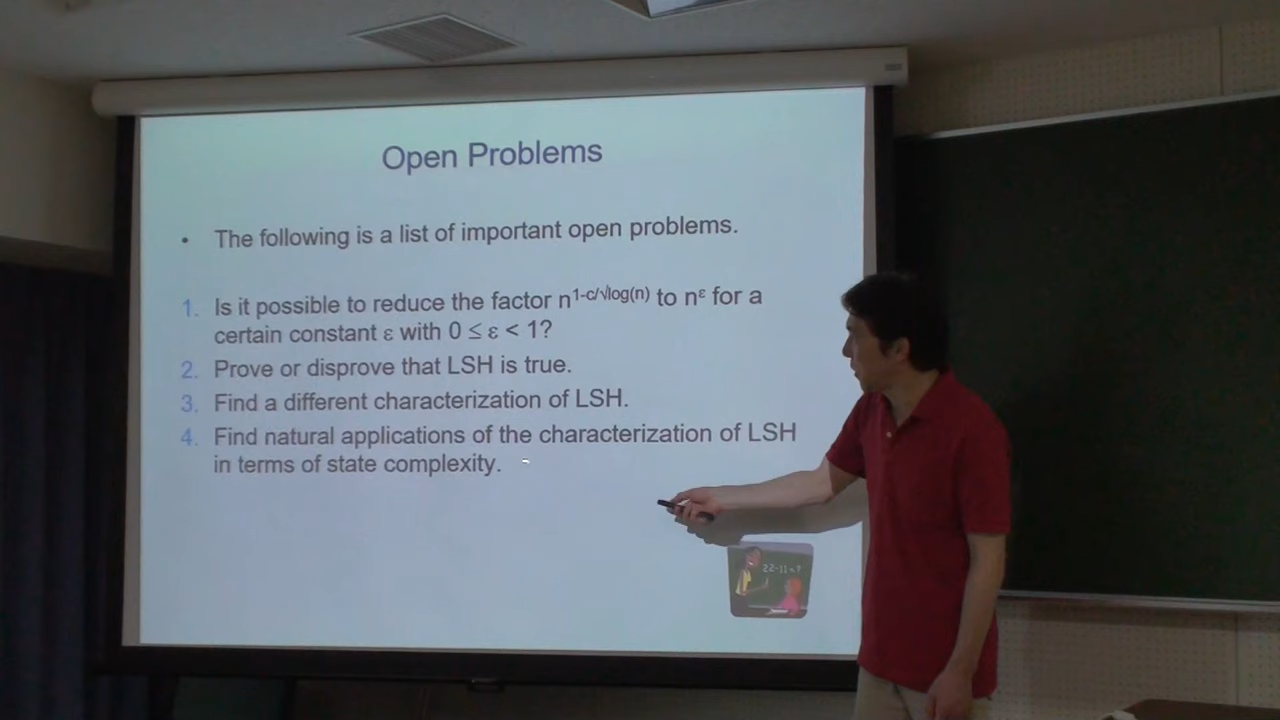 Open Problems
• The following is a list of important open problems.
1. Is it possible to reduce the factor n^{1-c/√log(n)} to n^ε for a
certain constant ε with 0 ≤ ε < 1?
2. Prove or disprove that LSH is true.
3. Find a different characterization of LSH.
4. Find natural applications of the characterization of LSH
in terms of state complexity.